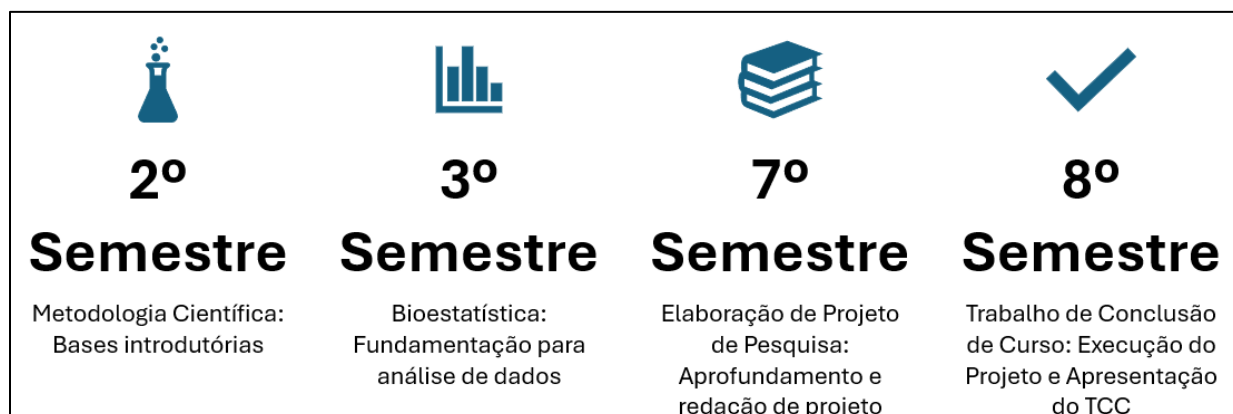 2º
Semestre
Metodologia Científica:
Bases introdutórias
3º
Semestre
Bioestatística:
Fundamentação para
análise de dados
7º
Semestre
Elaboração de Projeto
de Pesquisa:
Aprofundamento e
redação de projeto
8º
Semestre
Trabalho de Conclusão
de Curso: Execução do
Projeto e Apresentação
do TCC